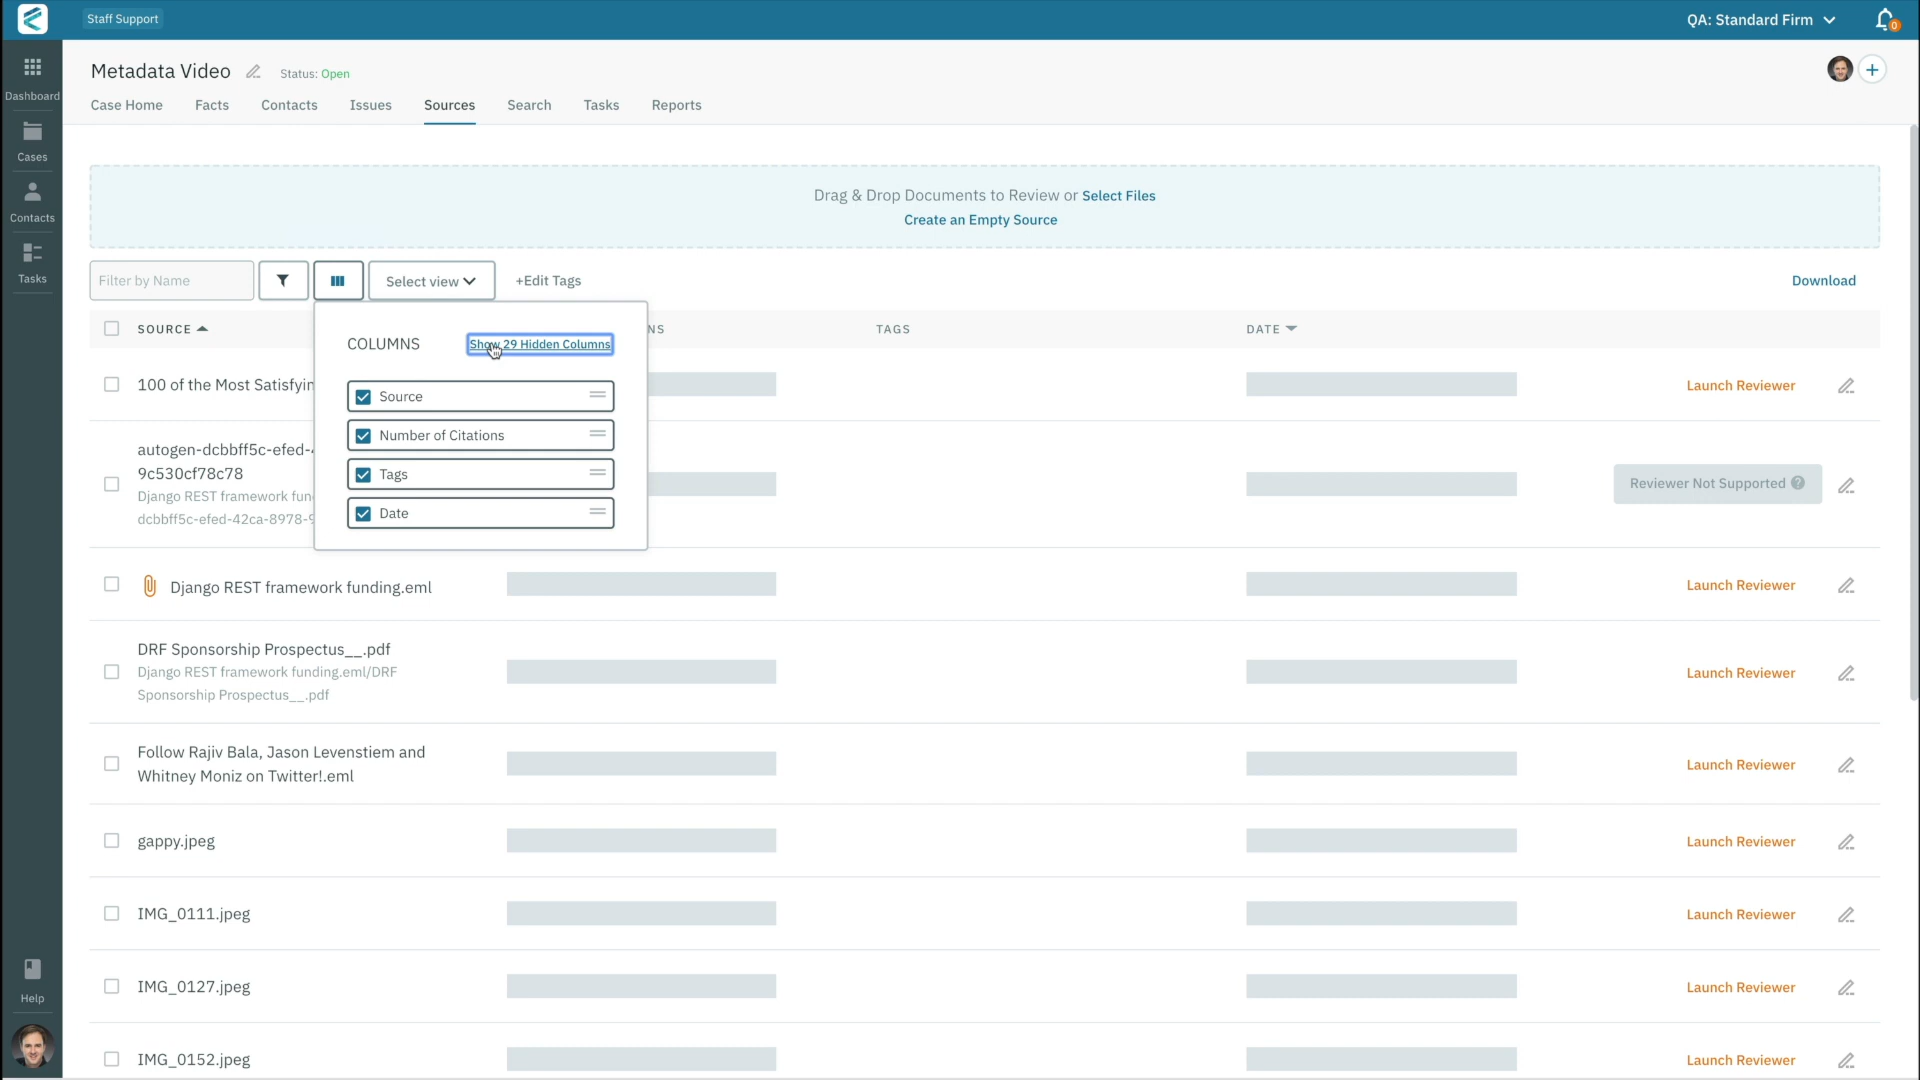 Staff Support
QA: Standard Firm
0
Metadata Video
Status: Open
Dashboard
Case Home
Facts
Contacts
Issues
Sources
Search
Tasks
Reports
Cases
Contacts
Tasks
Drag & Drop Documents to Review or Select Files
Create an Empty Source
Filter by Name
Select view
+Edit Tags
Download
SOURCE
NS
TAGS
DATE
COLUMNS
Show 29 Hidden Columns
Source
Number of Citations
Tags
Date
100 of the Most Satisfyin
Launch Reviewer
autogen-dcbbff5c-efed-
9c530cf78c78
Django REST framework fun
dcbbff5c-efed-42ca-8978-9
Reviewer Not Supported ?
Django REST framework funding.eml
Launch Reviewer
DRF Sponsorship Prospectus__.pdf
Django REST framework funding.eml/DRF
Sponsorship Prospectus__.pdf
Launch Reviewer
Follow Rajiv Bala, Jason Levenstiem and
Whitney Moniz on Twitter!.eml
Launch Reviewer
gappy.jpeg
Launch Reviewer
IMG_0111.jpeg
Launch Reviewer
IMG_0127.jpeg
Launch Reviewer
Help
IMG_0152.jpeg
Launch Reviewer